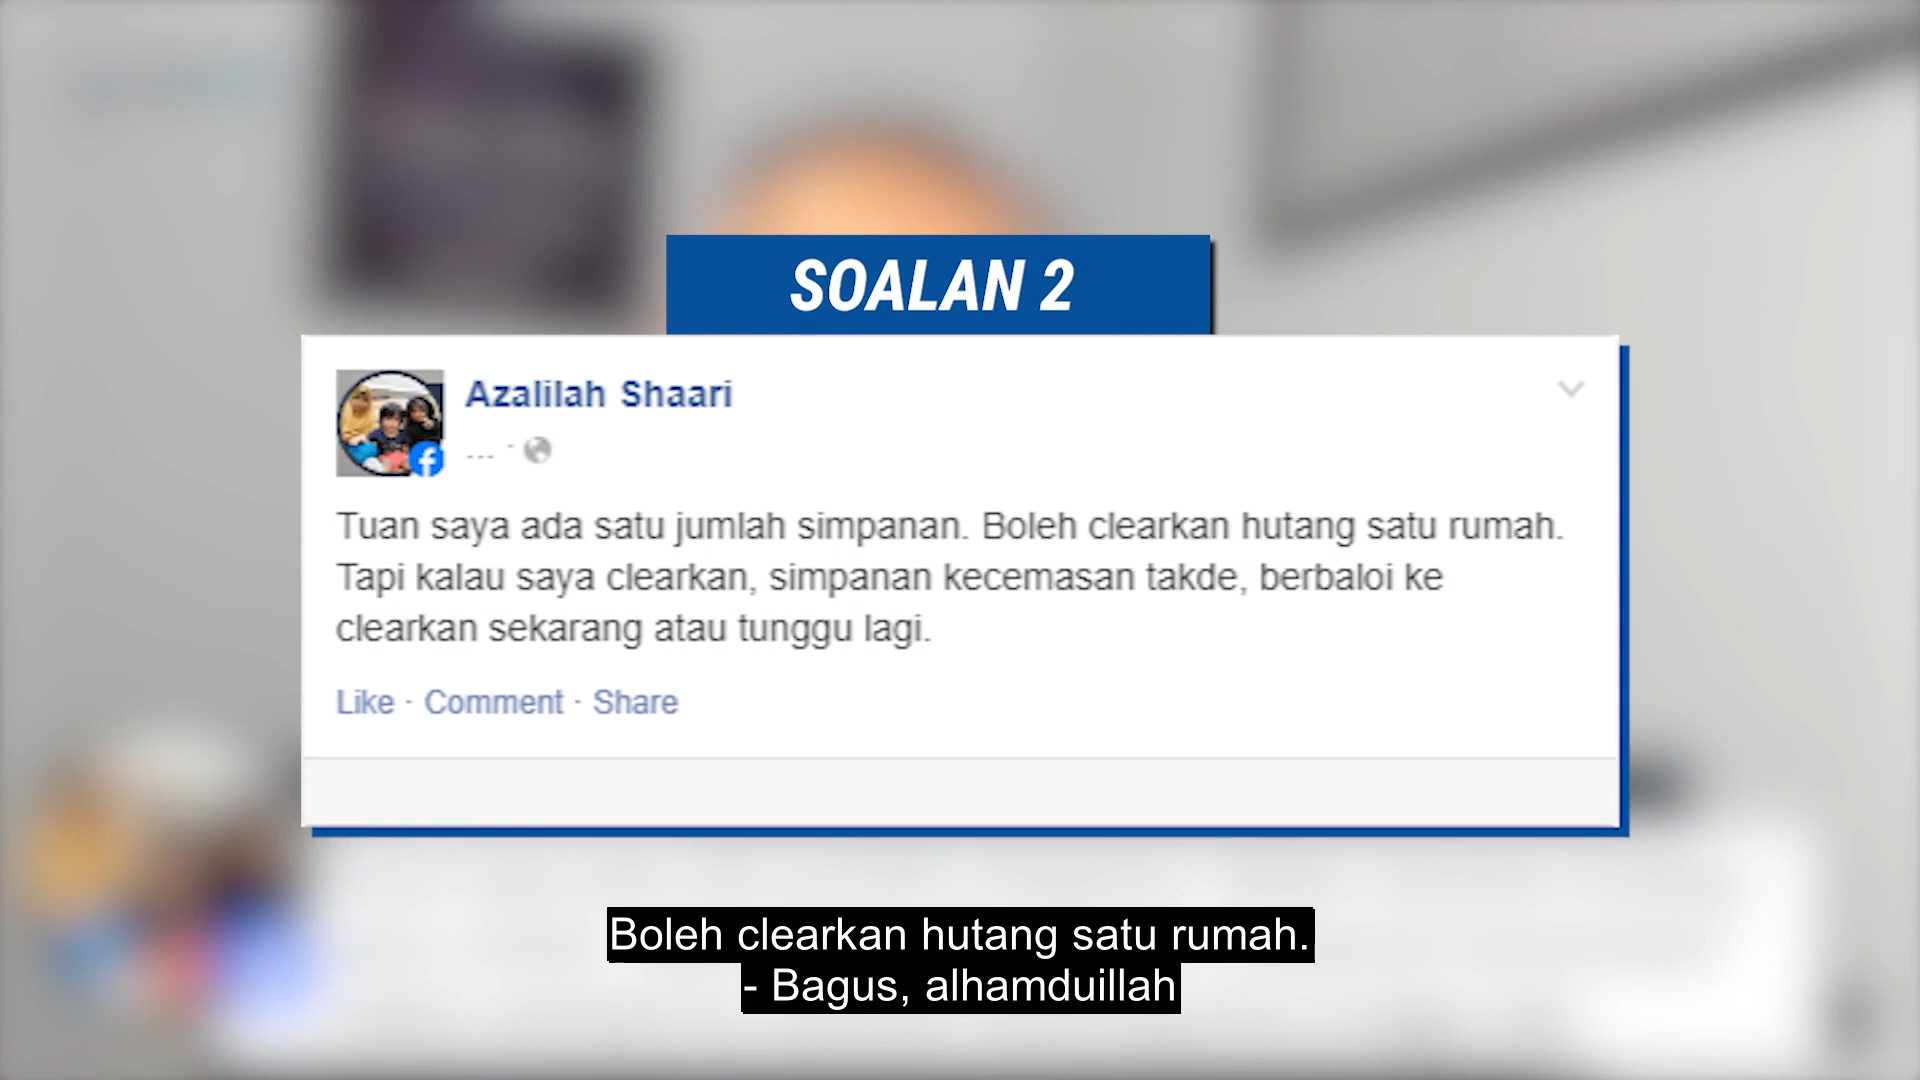 SOALAN 2
Azalilah Shaari
Tuan saya ada satu jumlah simpanan. Boleh clearkan hutang satu rumah.
Tapi kalau saya clearkan, simpanan kecemasan takde, berbaloi ke
clearkan sekarang atau tunggu lagi.
Like · Comment · Share
Boleh clearkan hutang satu rumah.
- Bagus, alhamduillah